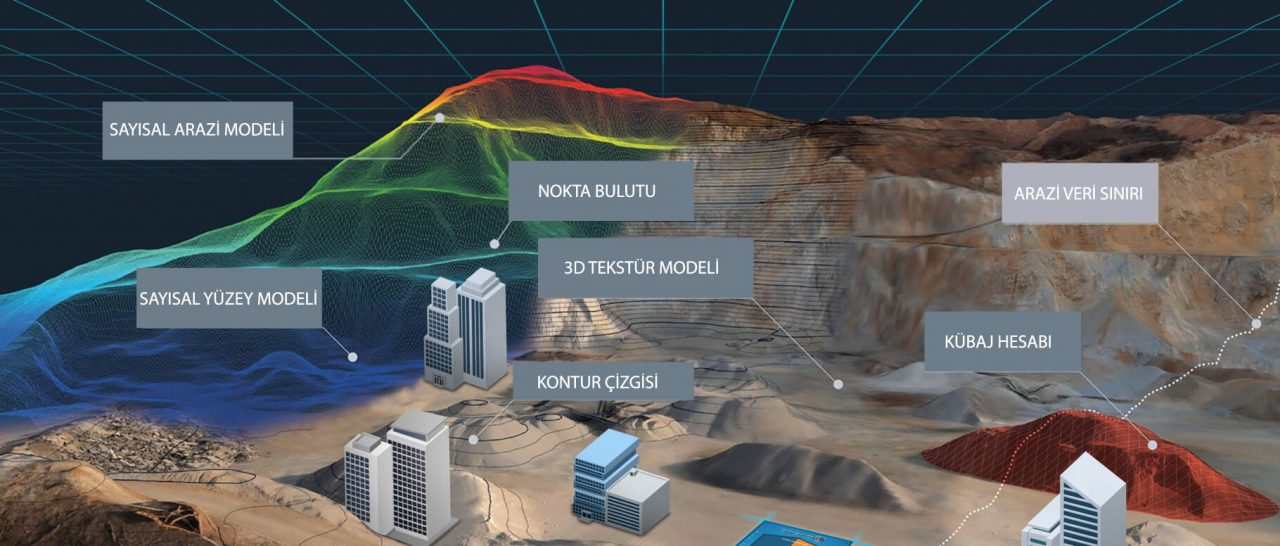 SAYISAL ARAZİ MODELİ
NOKTA BULUTU
ARAZİ VERİ SINIRI
3D TEKSTÜR MODELİ
SAYISAL YÜZEY MODELİ
KÜBAJ HESABI
KONTUR ÇİZGİSİ